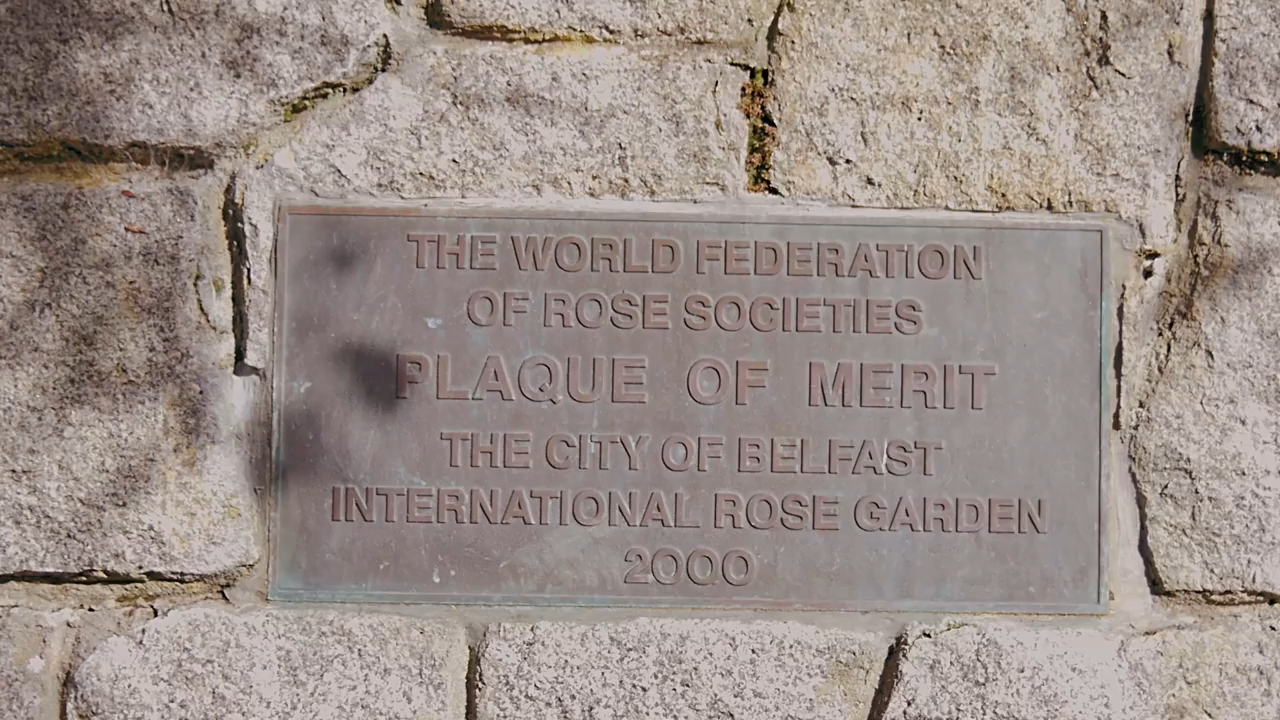 THE WORLD FEDERATION
OF ROSE SOCIETIES
PLAQUE OF MERIT
THE CITY OF BELFAST
INTERNATIONAL ROSE GARDEN
2000